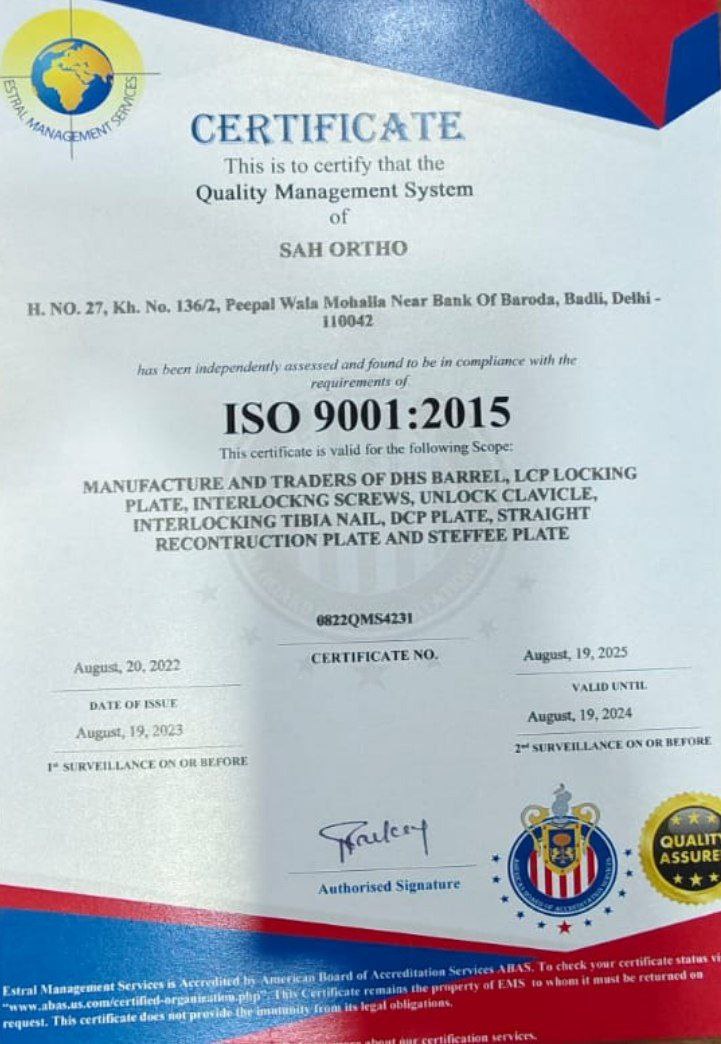 ESTRAL MANAGEMENT SERVICES
CERTIFICATE
This is to certify that the
Quality Management System
of
SAH ORTHO
H. NO. 27, Kh. No. 136/2, Peepal Wala Mohalla Near Bank Of Baroda, Badli, Delhi -
110042
has been independently assessed and found to be in compliance with the
requirements of
ISO 9001:2015
This certificate is valid for the following Scope:
MANUFACTURE AND TRADERS OF DHS BARREL, LCP LOCKING
PLATE, INTERLOCKNG SCREWS, UNLOCK CLAVICLE,
INTERLOCKING TIBIA NAIL, DCP PLATE, STRAIGHT
RECONTRUCTION PLATE AND STEFFEE PLATE
0822QMS4231
CERTIFICATE NO.
August, 20, 2022
DATE OF ISSUE
August, 19, 2025
VALID UNTIL
August, 19, 2023
1st SURVEILLANCE ON OR BEFORE
August, 19, 2024
2nd SURVEILLANCE ON OR BEFORE
Authorised Signature
AMERICAN BOARD OF ACCREDITATION SERVICES
QUALITY
ASSURE
Estral Management Services is Accredited by American Board of Accreditation Services ABAS. To check your certificate status vi
"www.abas.us.com/certified-organization.php". This Certificate remains the property of EMS to whom it must be returned on
request. This certificate does not provide the immunity from its legal obligations.
about our certification services.